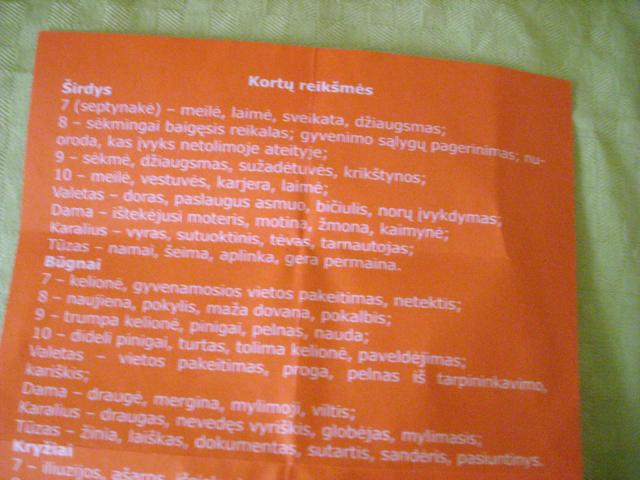 Kortų reikšmės
Širdys
7 (septynakė) – meilė, laimė, sveikata, džiaugsmas;
8 – sėkmingai baigęsis reikalas; gyvenimo sąlygų pagerinimas; nu-
oroda, kas įvyks netolimoje ateityje;
9 – sėkmė, džiaugsmas, sužadėtuvės, krikštynos;
10 – meilė, vestuvės, karjera, laimė;
Valetas – doras, paslaugus asmuo, bičiulis, norų įvykdymas;
Dama – ištekėjusi moteris, motina, žmona, kaimynė;
Karalius – vyras, sutuoktinis, tėvas, tarnautojas;
Tūzas – namai, šeima, aplinka, gera permaina.
Būgnai
7 – kelionė, gyvenamosios vietos pakeitimas, netektis;
8 – naujiena, pokylis, maža dovana, pokalbis;
9 – trumpa kelionė, pinigai, pelnas, nauda;
10 – dideli pinigai, turtas, tolima kelionė, paveldėjimas;
Valetas – vietos pakeitimas, proga, pelnas iš tarpininkavimo,
kariškis;
Dama – draugė, mergina, mylimoji, viltis;
Karalius – draugas, nevedęs vyriškis, globėjas, mylimasis;
Tūzas – žinia, laiškas, dokumentas, sutartis, sandėris, pasiuntinys.
Kryžiai
7 – iliuzijos, ašaros,